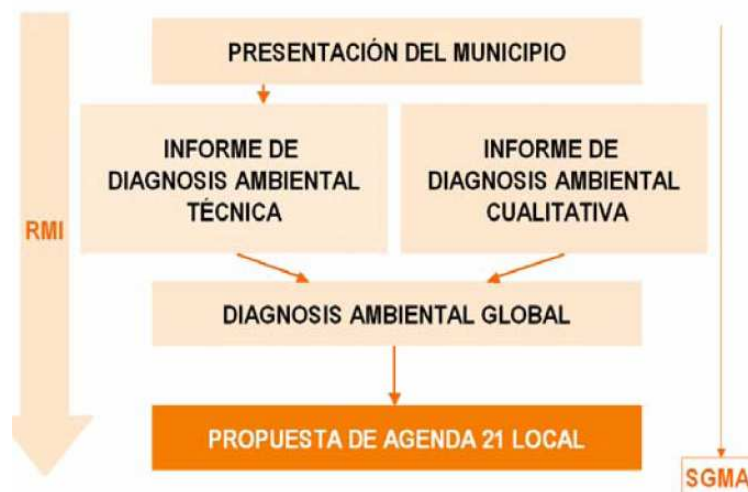 PRESENTACIÓN DEL MUNICIPIO
INFORME DE
DIAGNOSIS AMBIENTAL
TÉCNICA
INFORME DE
DIAGNOSIS AMBIENTAL
CUALITATIVA
RMI
DIAGNOSIS AMBIENTAL GLOBAL
PROPUESTA DE AGENDA 21 LOCAL
SGMA